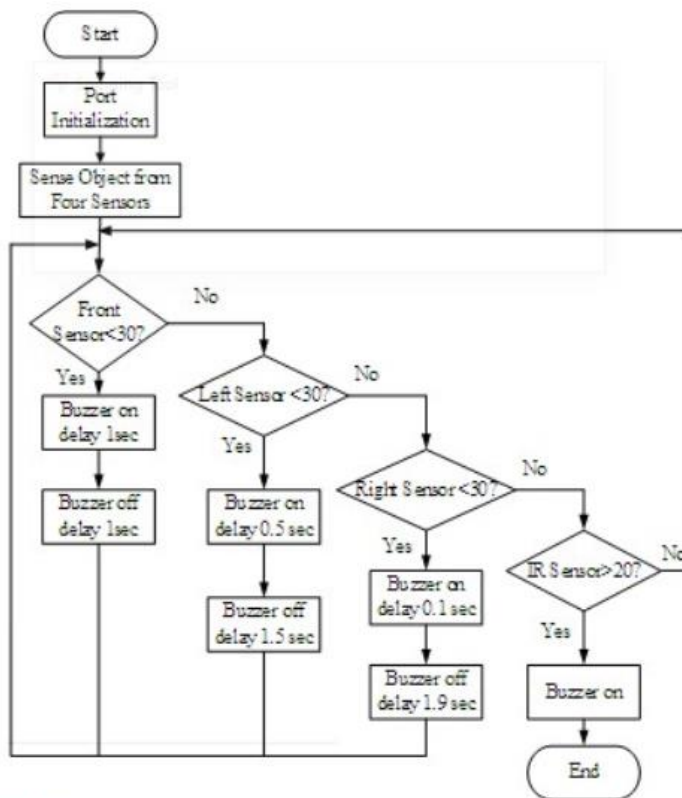 Start
Port
Initialization
Sense Object from
Four Sensors
Front
Sensor<30?
No
Yes
Buzzer on
delay 1sec
Buzzer off
delay 1sec
Left Sensor <30?
No
Yes
Buzzer on
delay 0.5 sec
Buzzer off
delay 1.5 sec
Right Sensor <30?
No
Yes
Buzzer on
delay 0.1 sec
Buzzer off
delay 1.9 sec
IR Sensor>20?
No
Yes
Buzzer on
End